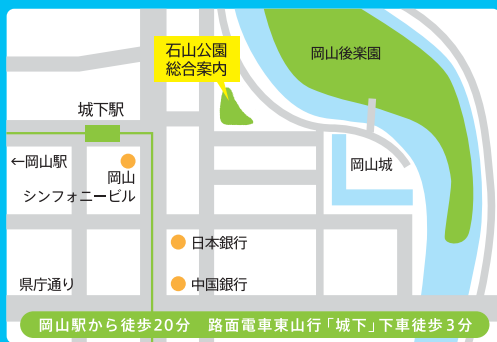 石山公園
総合案内
岡山後楽園
城下駅
←岡山駅
岡山
シンフォニービル
岡山城
日本銀行
県庁通り
中国銀行
岡山駅から徒歩20分　路面電車東山行「城下」下車徒歩3分